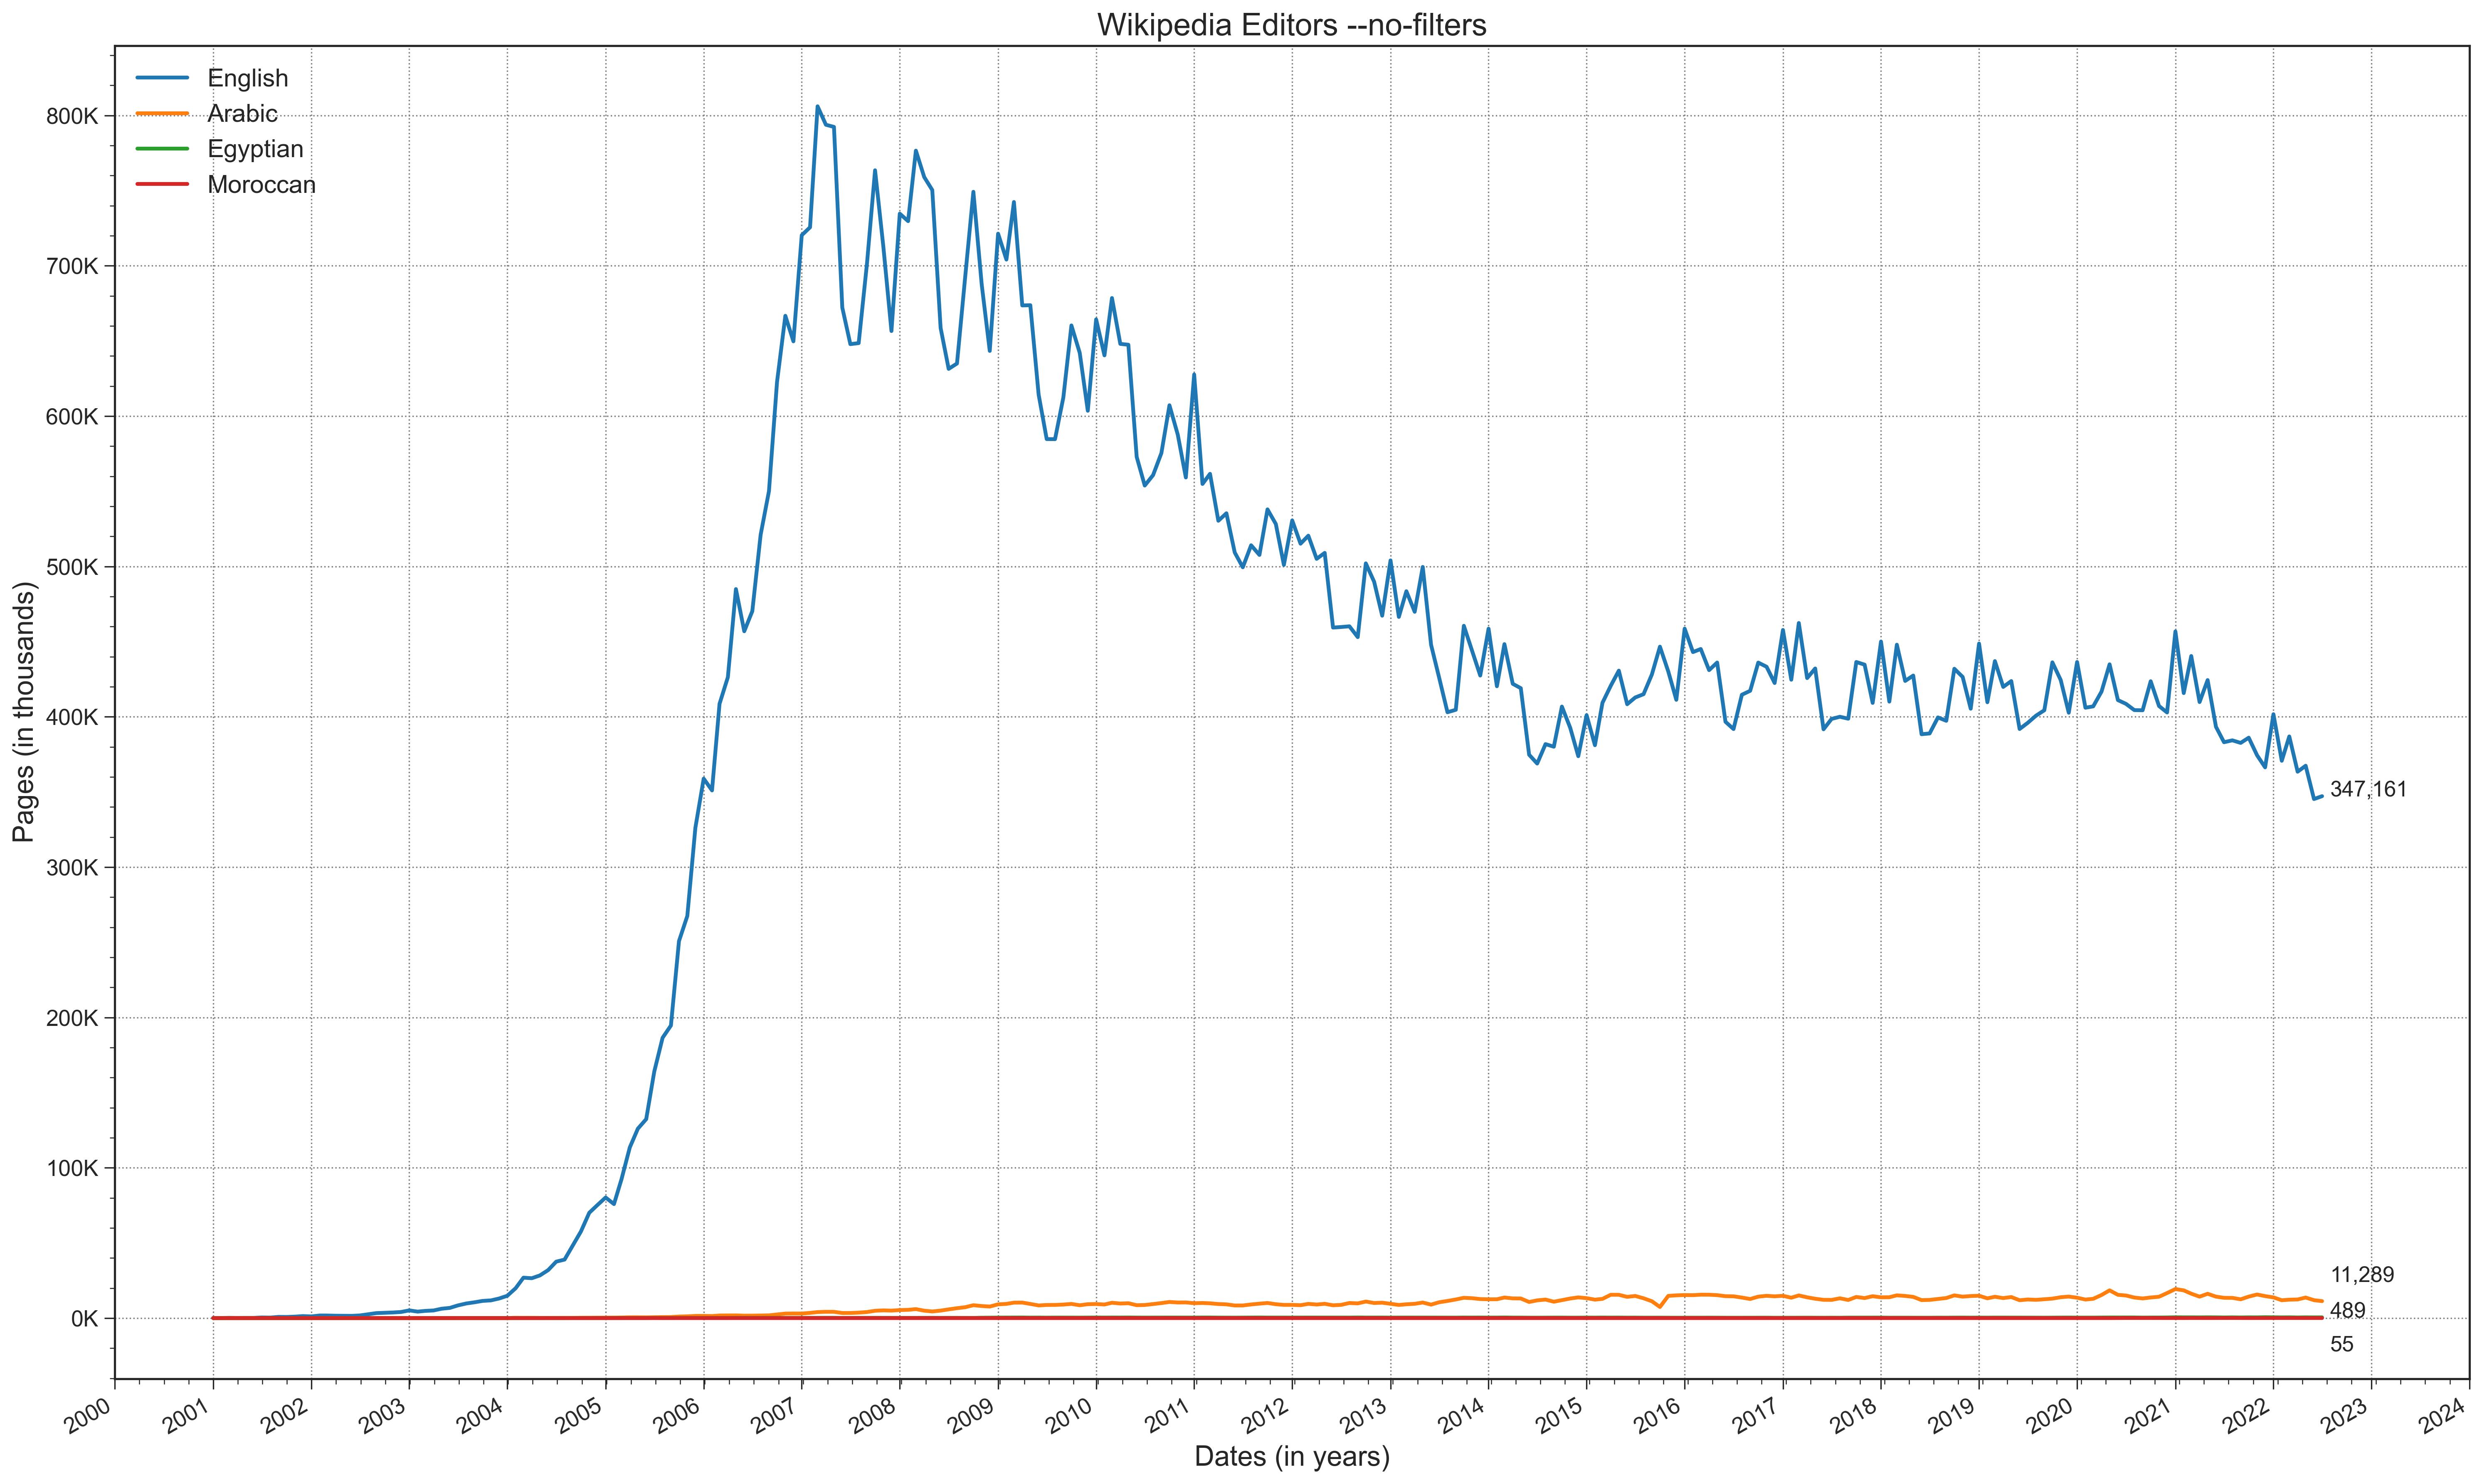 Wikipedia Editors --no-filters
English
Arabic
Egyptian
Moroccan
Pages (in thousands)
800K
700K
600K
500K
400K
300K
200K
100K
0K
347,161
11,289
489
55
2000 2001 2002 2003 2004 2005 2006 2007 2008 2009 2010 2011 2012 2013 2014 2015 2016 2017 2018 2019 2020 2021 2022 2023 2024
Dates (in years)